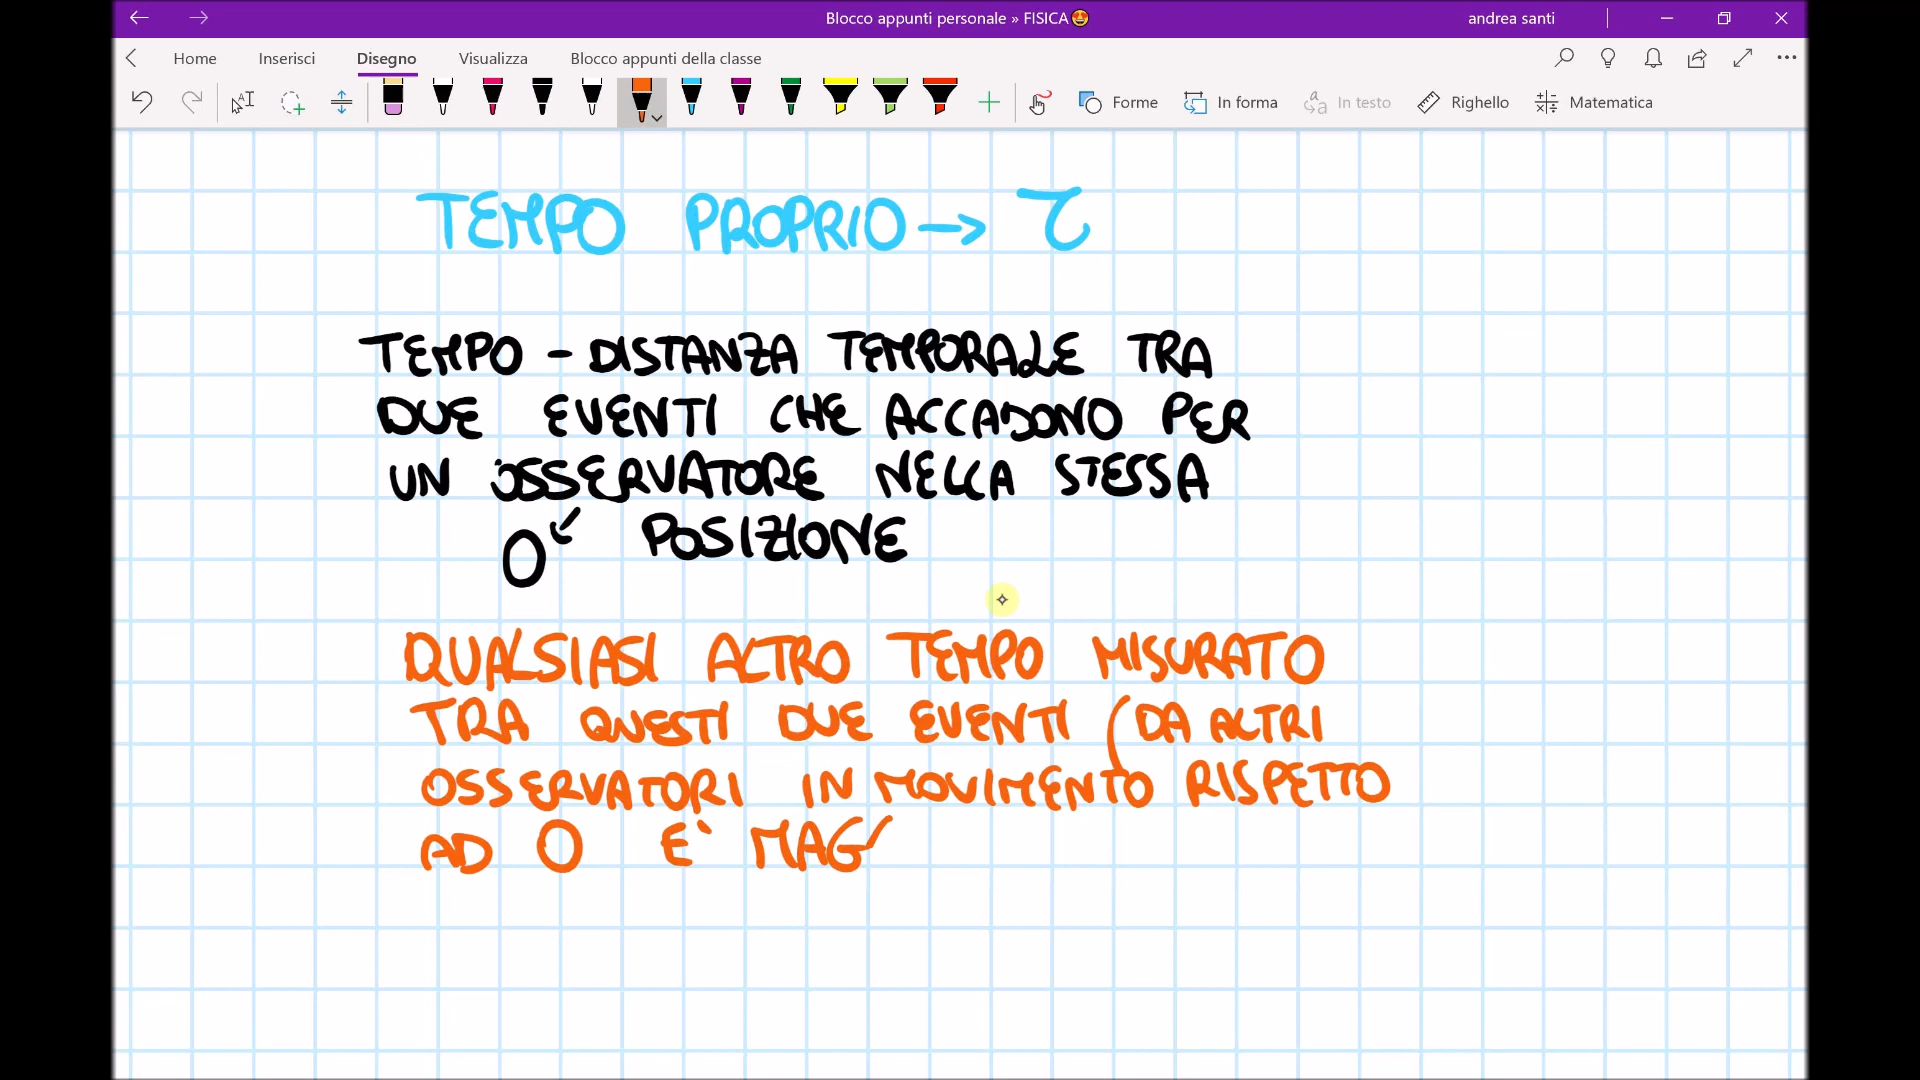 Blocco appunti personale » FISICA😍
andrea santi
Home Inserisci Disegno Visualizza Blocco appunti della classe
Forme In forma In testo Righello Matematica
TEMPO PROPRIO → τ
TEMPO - DISTANZA TEMPORALE TRA
DUE EVENTI CHE ACCADONO PER
UN OSSERVATORE NELLA STESSA
O POSIZIONE
QUALSIASI ALTRO TEMPO MISURATO
TRA QUESTI DUE EVENTI (DA ALTRI
OSSERVATORI IN MOVIMENTO RISPETTO
AD O E' MAG